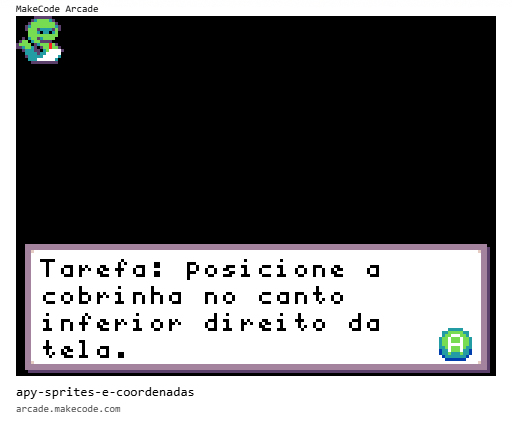 MakeCode Arcade
Tarefa: posicione a
cobrinha no canto
inferior direito da
tela.
A
apy-sprites-e-coordenadas
arcade.makecode.com